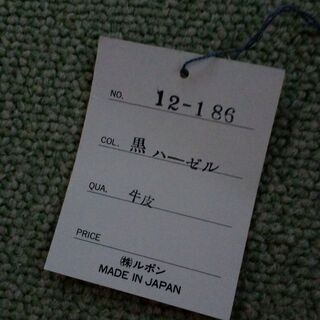 NO. 12-186
COL. 黒 ハーゼル
QUA. 牛皮
PRICE
㈱ルボン
MADE IN JAPAN